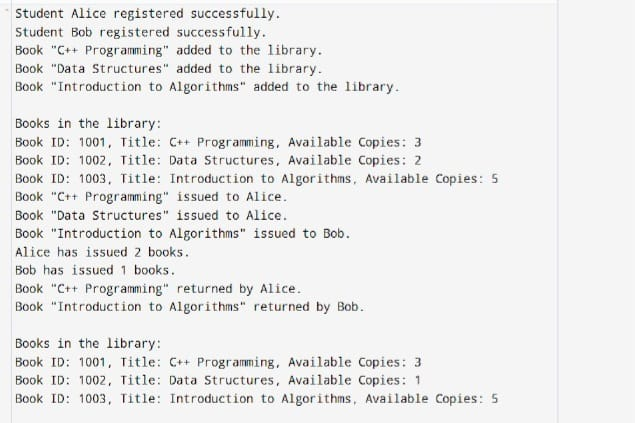 Student Alice registered successfully.
Student Bob registered successfully.
Book "C++ Programming" added to the library.
Book "Data Structures" added to the library.
Book "Introduction to Algorithms" added to the library.

Books in the library:
Book ID: 1001, Title: C++ Programming, Available Copies: 3
Book ID: 1002, Title: Data Structures, Available Copies: 2
Book ID: 1003, Title: Introduction to Algorithms, Available Copies: 5
Book "C++ Programming" issued to Alice.
Book "Data Structures" issued to Alice.
Book "Introduction to Algorithms" issued to Bob.
Alice has issued 2 books.
Bob has issued 1 books.
Book "C++ Programming" returned by Alice.
Book "Introduction to Algorithms" returned by Bob.

Books in the library:
Book ID: 1001, Title: C++ Programming, Available Copies: 3
Book ID: 1002, Title: Data Structures, Available Copies: 1
Book ID: 1003, Title: Introduction to Algorithms, Available Copies: 5